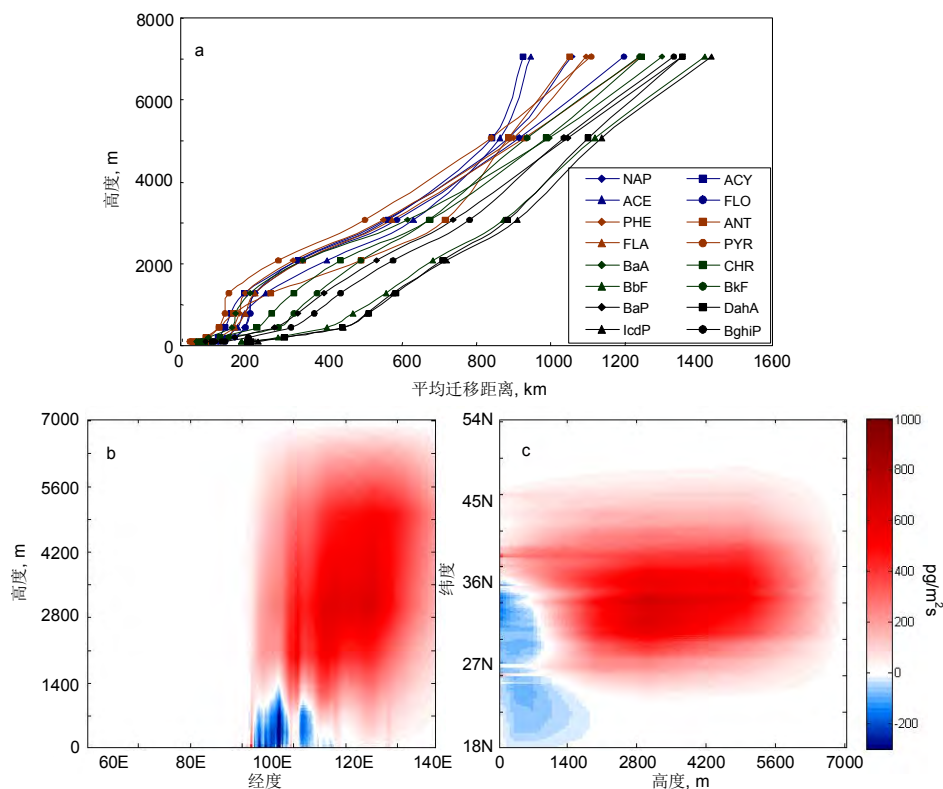 8000
a
6000
高度, m
4000
2000
0
NAP ACY
ACE FLO
PHE ANT
FLA PYR
BaA CHR
BbF BkF
BaP DahA
IcdP BghiP
0 200 400 600 800 1000 1200 1400 1600
平均迁移距离, km
7000
b
5600
高度, m
4200
2800
1400
0
60E 80E 100E 120E 140E
经度
54N
c
45N
纬度
36N
27N
18N
0 1400 2800 4200 5600 7000
高度, m
1000
800
600
400
200
0
-200
pg/m²s